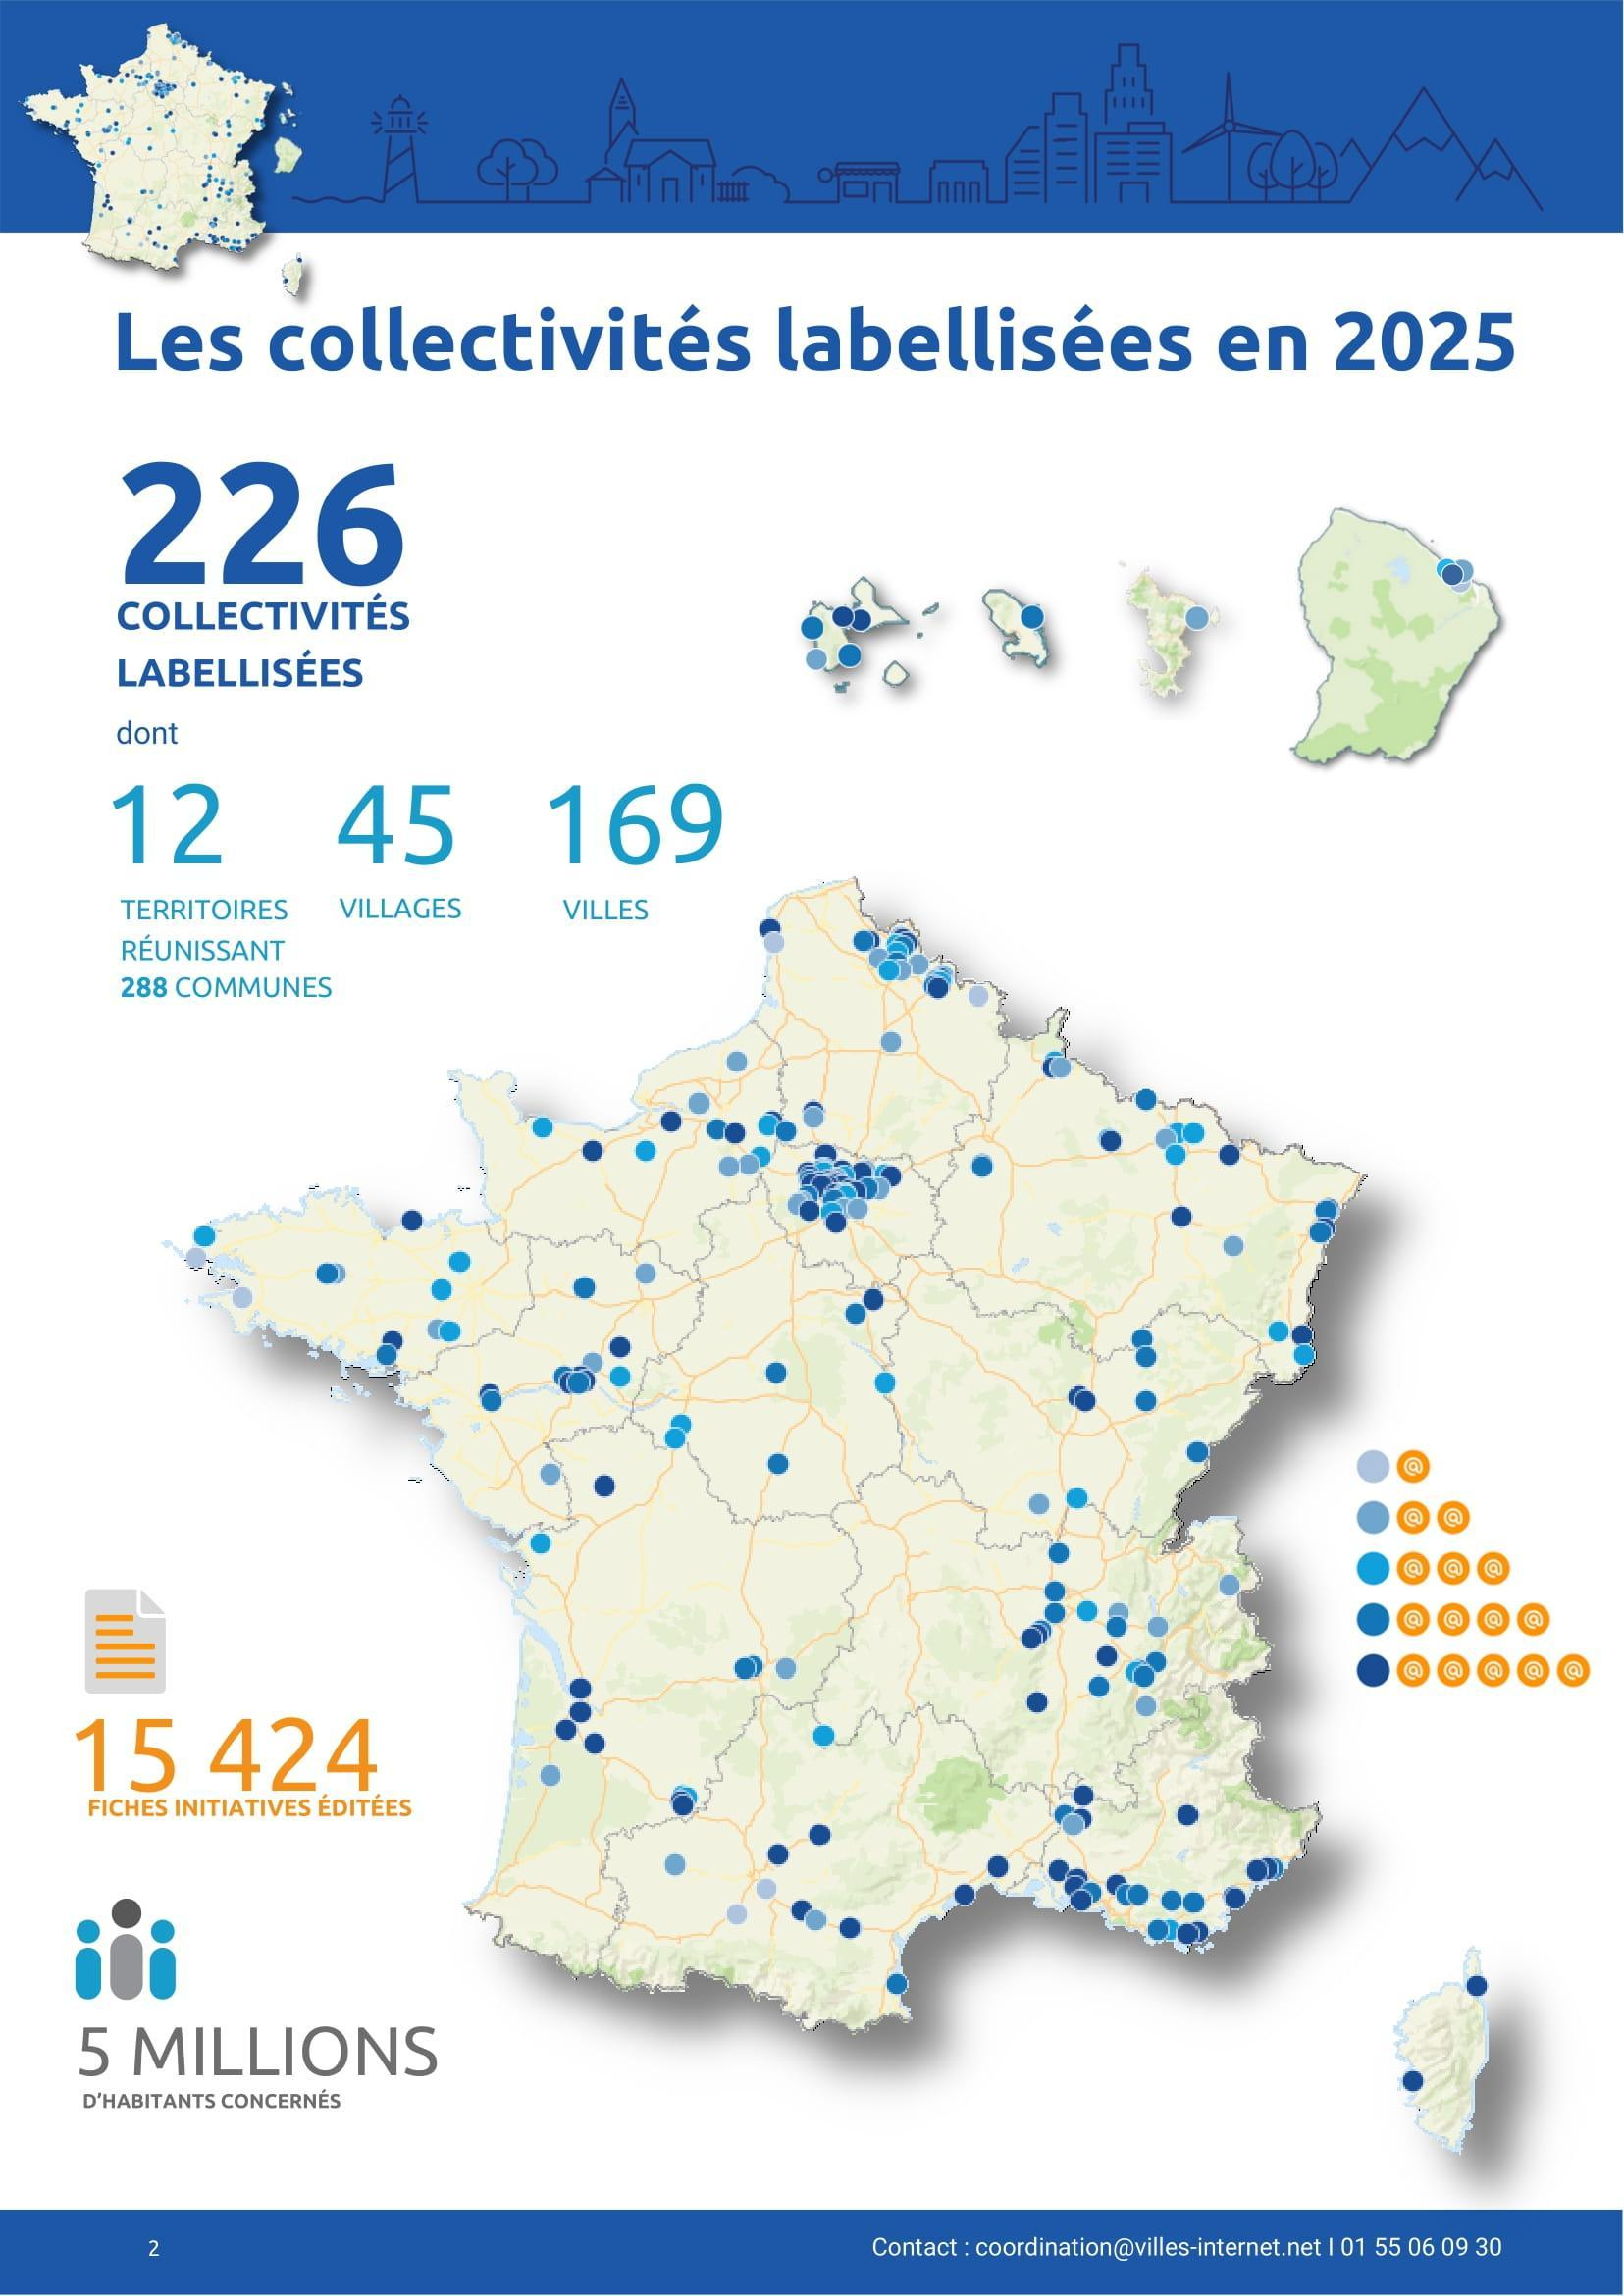 Les collectivités labellisées en 2025
226
COLLECTIVITÉS
LABELLISÉES
dont
12
TERRITOIRES
RÉUNISSANT
288 COMMUNES
45
VILLAGES
169
VILLES
@
@ @
@ @ @
@ @ @ @
@ @ @ @ @
15 424
FICHES INITIATIVES ÉDITÉES
5 MILLIONS
D'HABITANTS CONCERNÉS
2
Contact : coordination@villes-internet.net I 01 55 06 09 30